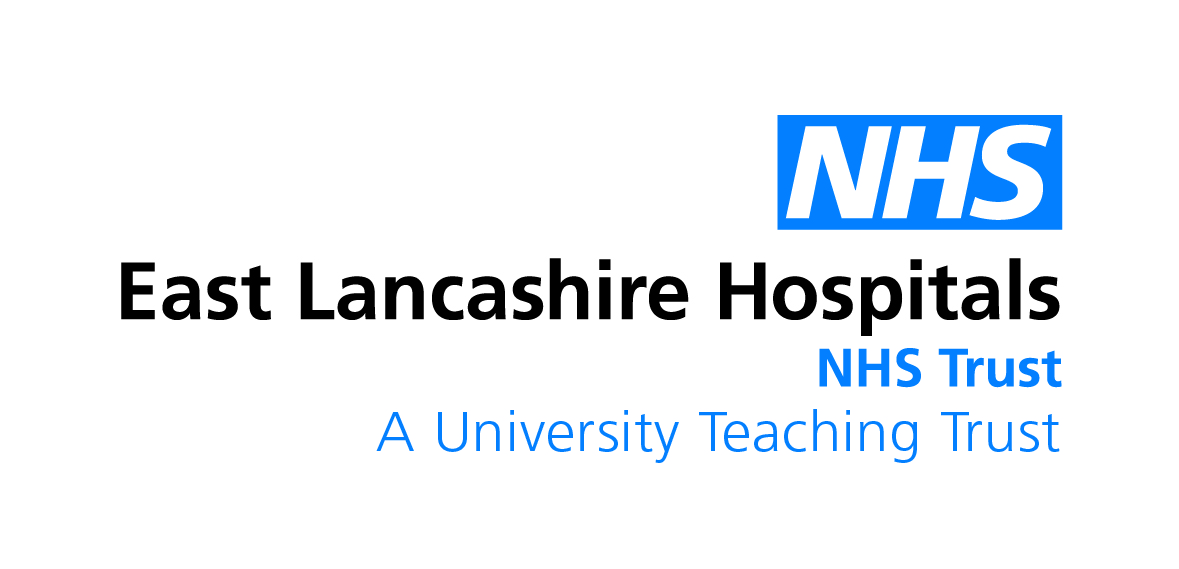 NHS
East Lancashire Hospitals
NHS Trust
A University Teaching Trust